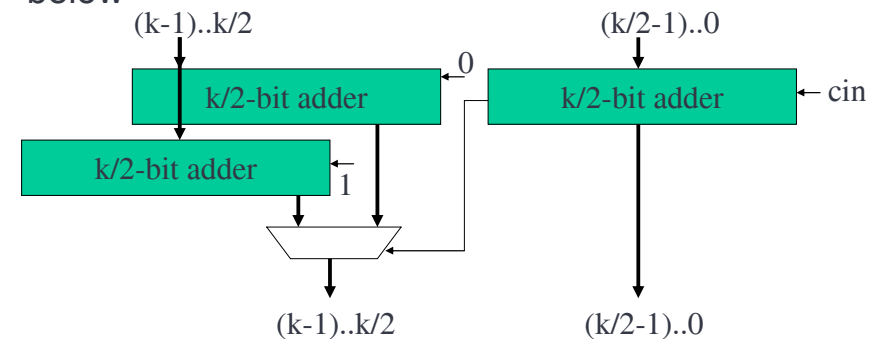 below
(k-1)..k/2
(k/2-1)..0
0
k/2-bit adder
k/2-bit adder
cin
k/2-bit adder
1
(k-1)..k/2
(k/2-1)..0